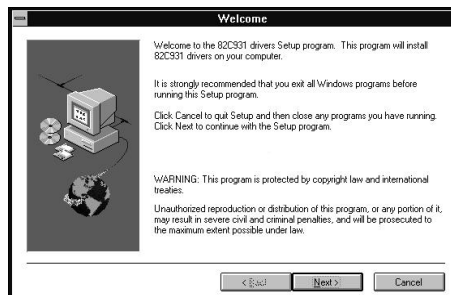 Welcome
Welcome to the 82C931 drivers Setup program. This program will install
82C931 drivers on your computer.
It is strongly recommended that you exit all Windows programs before
running this Setup program.
Click Cancel to quit Setup and then close any programs you have running.
Click Next to continue with the Setup program.
WARNING: This program is protected by copyright law and international
treaties.
Unauthorized reproduction or distribution of this program, or any portion of it,
may result in severe civil and criminal penalties, and will be prosecuted to
the maximum extent possible under law.
< Back Next > Cancel